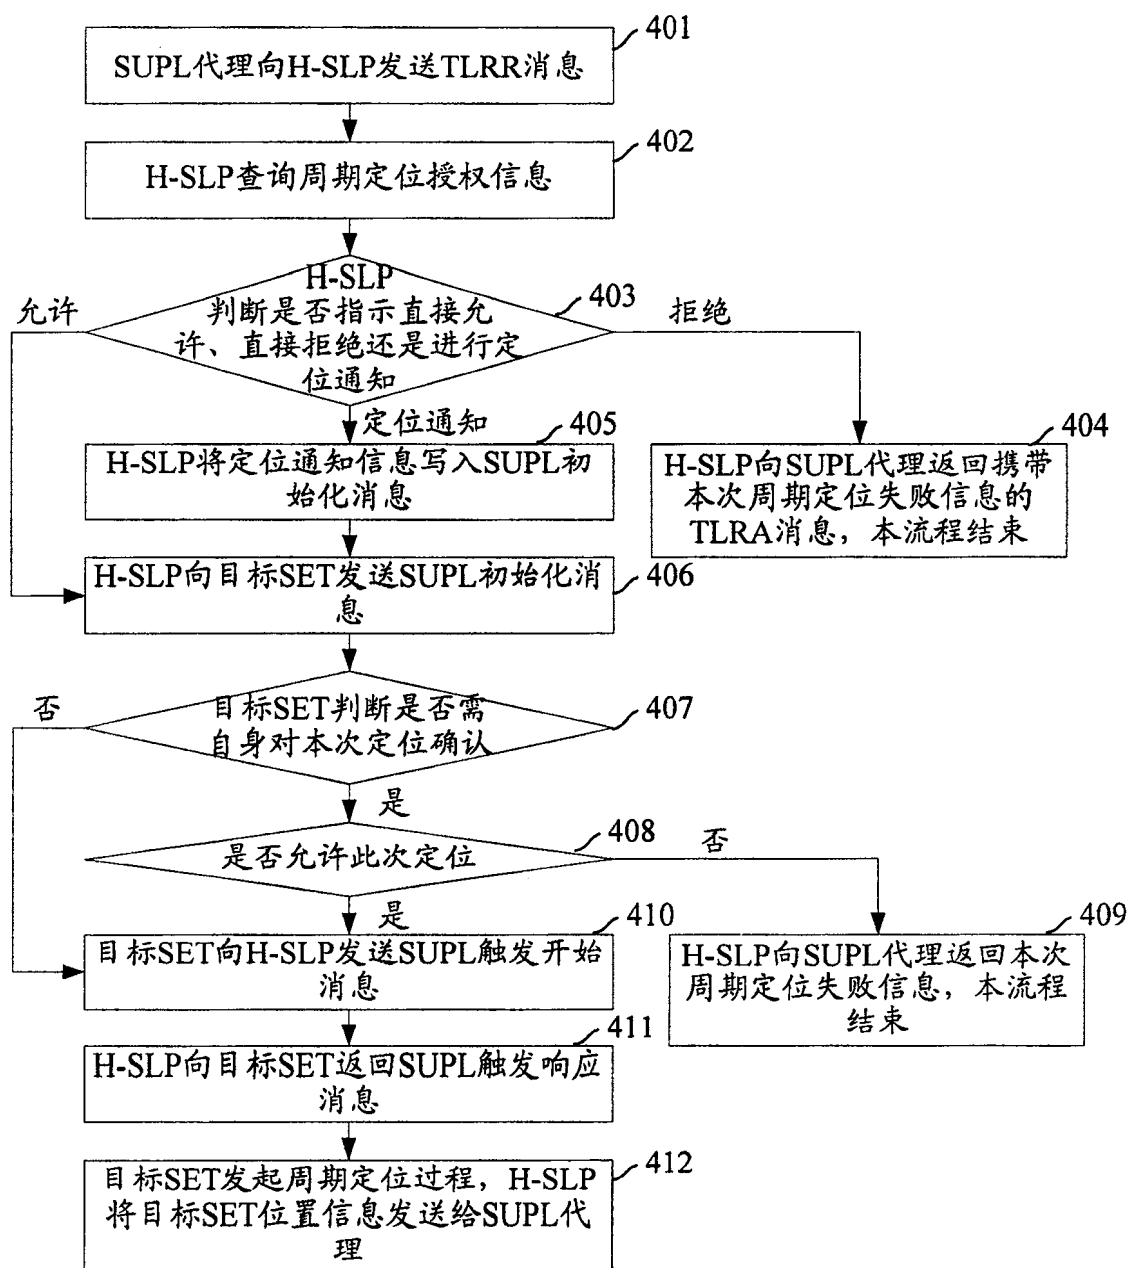 401
SUPL代理向H-SLP发送TLRR消息
402
H-SLP查询周期定位授权信息
H-SLP
判断是否指示直接允
许、直接拒绝还是进行定
位通知
403
允许
拒绝
定位通知
405
H-SLP将定位通知信息写入SUPL初
始化消息
404
H-SLP向SUPL代理返回携带
本次周期定位失败信息的
TLRA消息，本流程结束
H-SLP向目标SET发送SUPL初始化消
息
406
否
目标SET判断是否需
自身对本次定位确认
407
是
408
是否允许此次定位
否
是
410
目标SET向H-SLP发送SUPL触发开始
消息
409
H-SLP向SUPL代理返回本次
周期定位失败信息，本流程
结束
411
H-SLP向目标SET返回SUPL触发响应
消息
412
目标SET发起周期定位过程，H-SLP
将目标SET位置信息发送给SUPL代
理